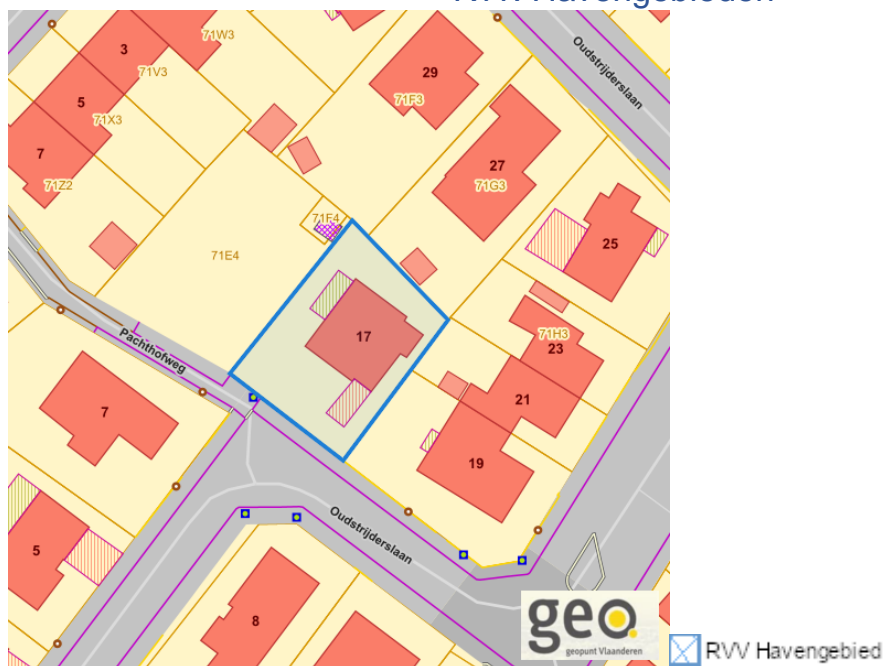 RVV Havengebieden
71W3
3
71V3
5
71X3
7
71Z2
29
71F3
Oudstrijderslaan
27
71G3
71F4
71E4
25
17
71H3
23
21
19
Pachthofweg
7
5
Oudstrijderslaan
8
geo
geopunt Vlaanderen
RVV Havengebied